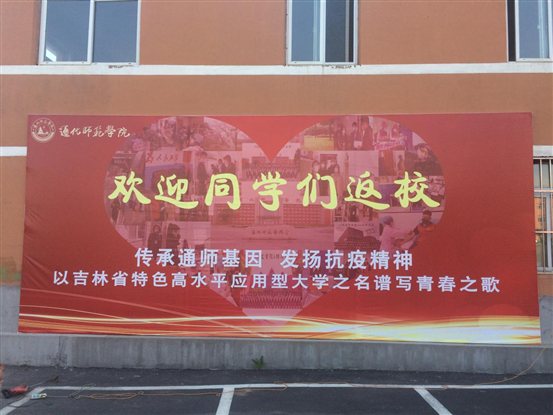 通化师范学院
欢迎同学们返校
传承通师基因 发扬抗疫精神
以吉林省特色高水平应用型大学之名谱写青春之歌